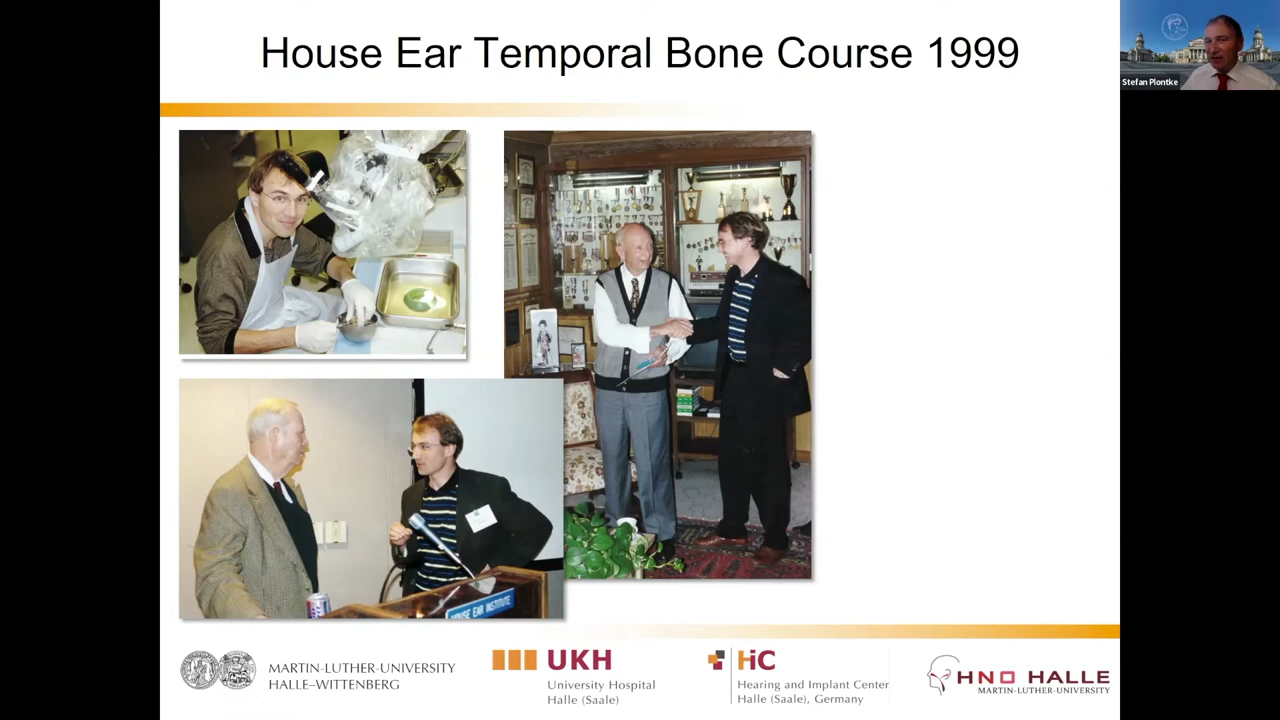 House Ear Temporal Bone Course 1999
Stefan Plontke
HOUSE EAR INSTITUTE
MARTIN-LUTHER-UNIVERSITY
HALLE–WITTENBERG
UKH
University Hospital
Halle (Saale)
HiC
Hearing and Implant Center
Halle (Saale), Germany
HNO HALLE
MARTIN-LUTHER-UNIVERSITY